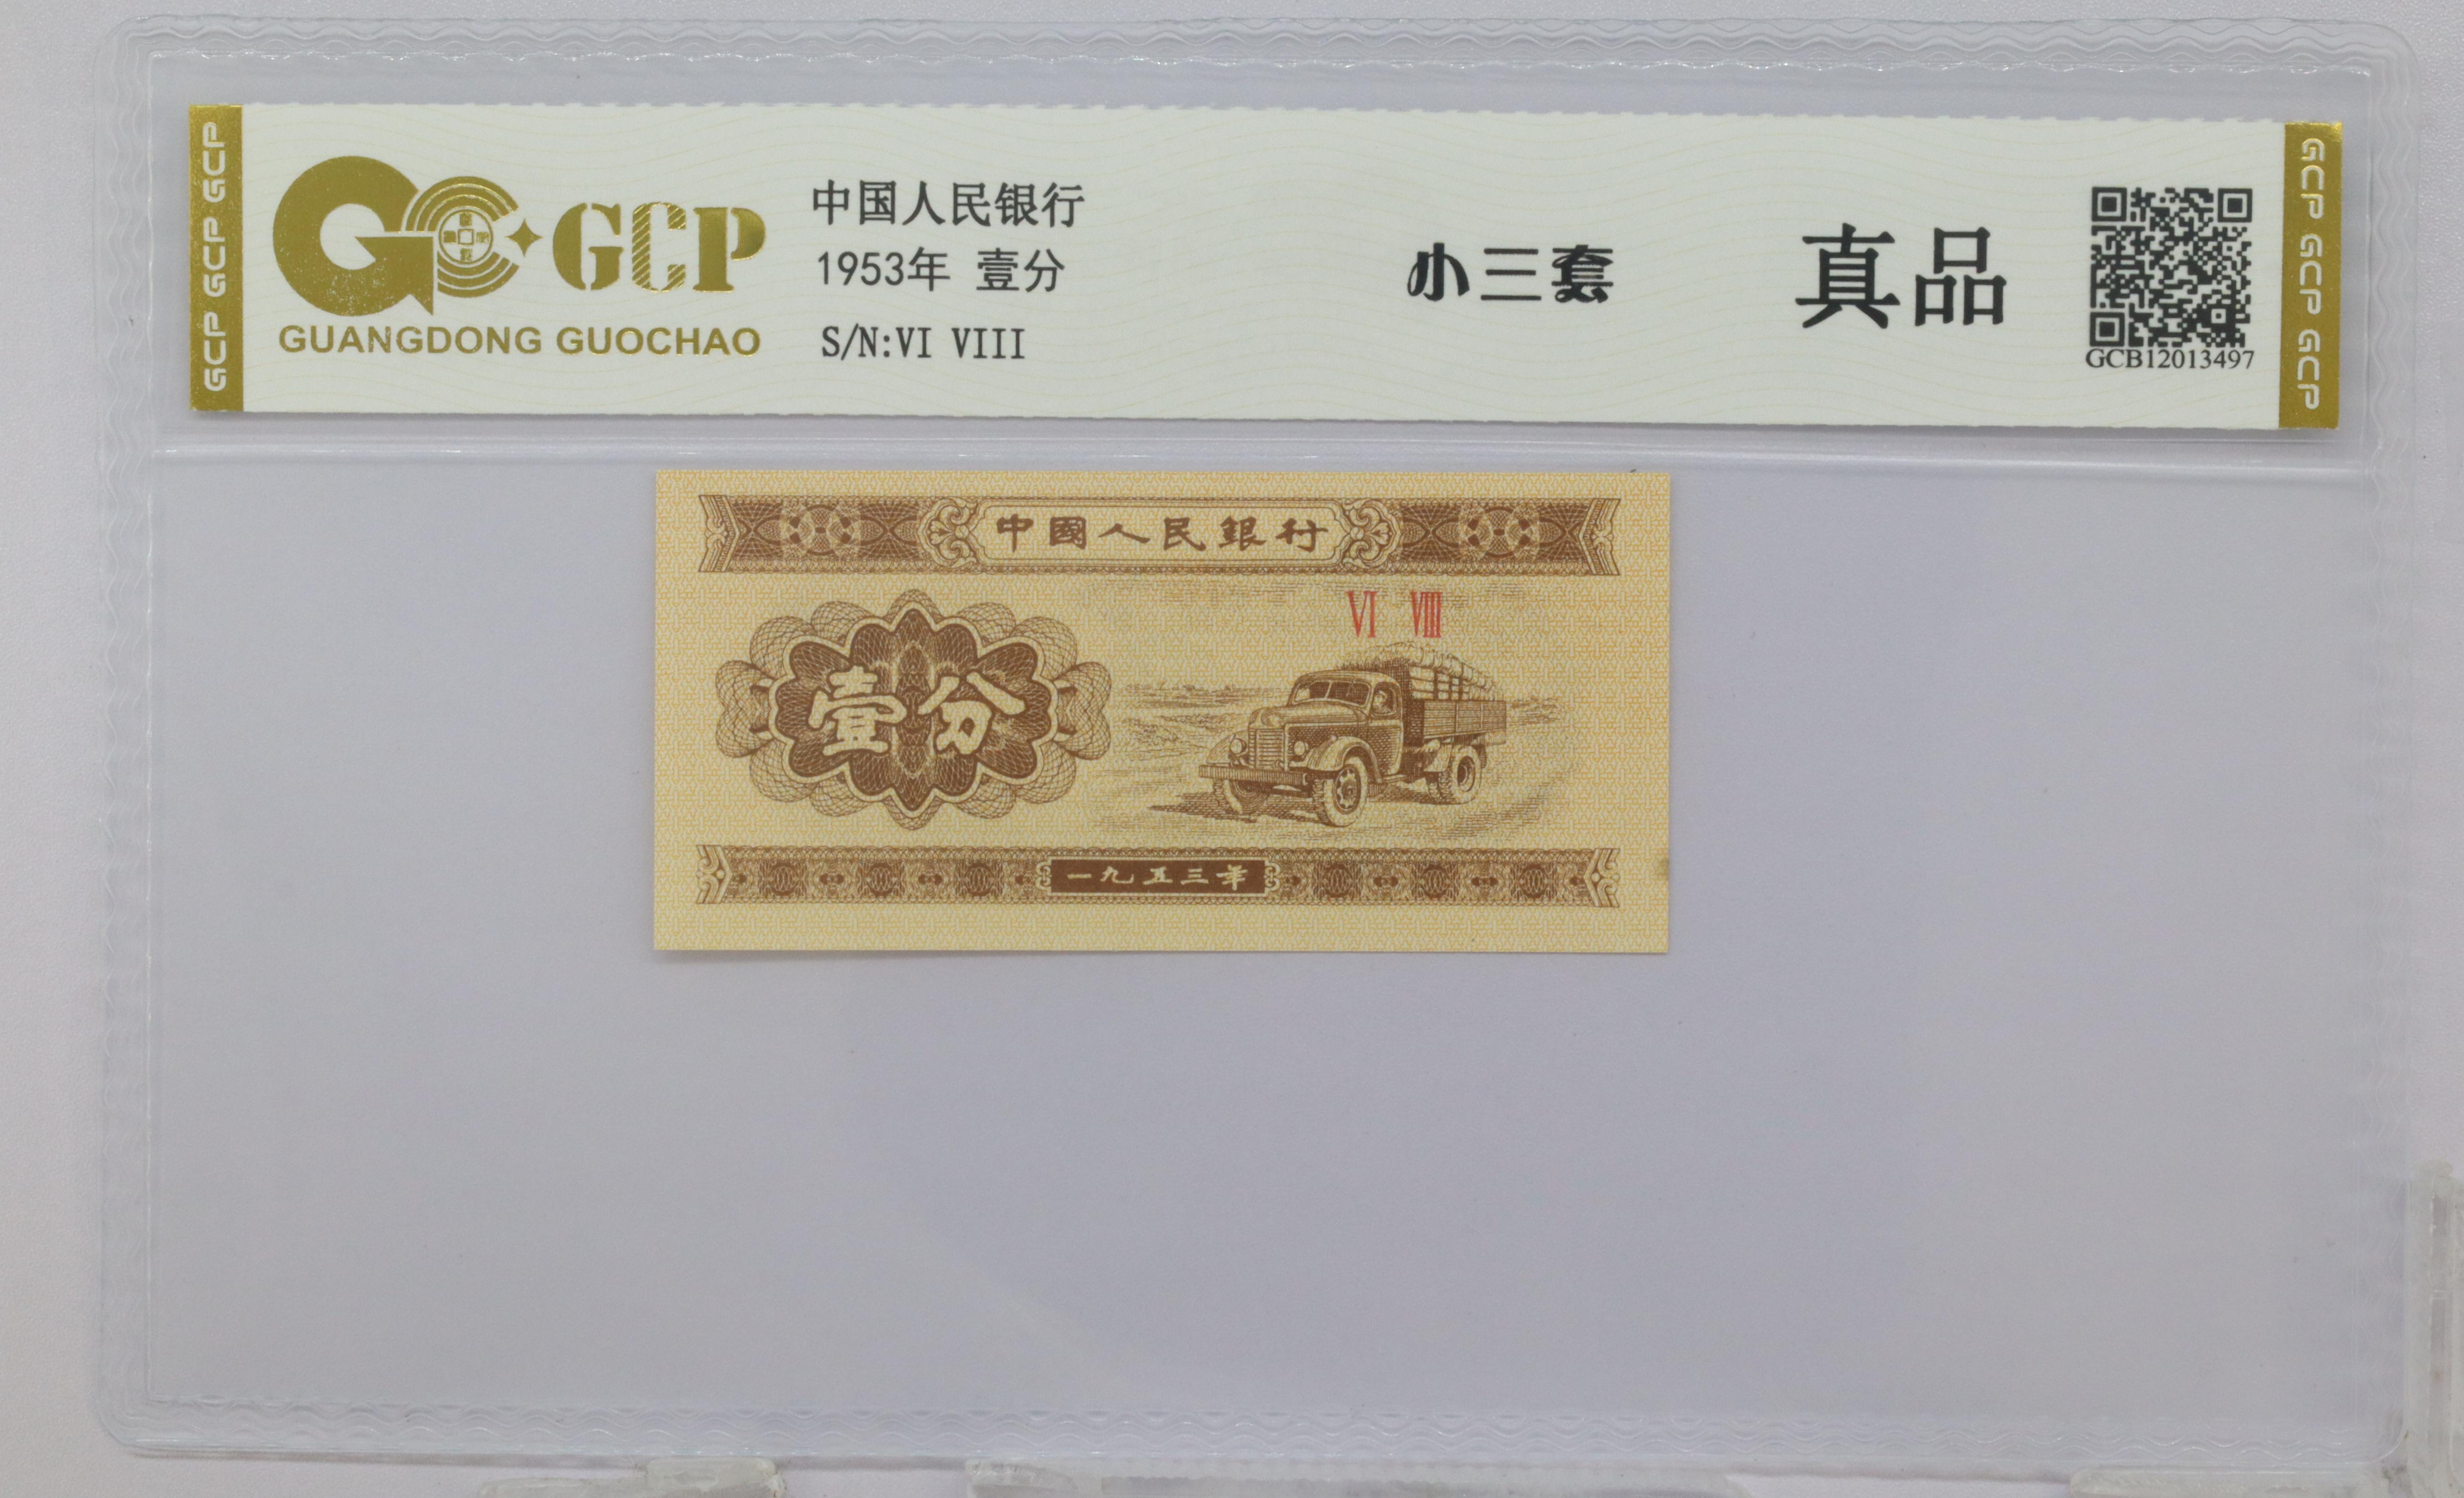 GCP GCP GCP
GCP
GUANGDONG GUOCHAO
中国人民银行
1953年 壹分
S/N:VI VIII
小三套
真品
GCB12013497
GCP GCP GCP
中國人民銀行
VI VIII
壹分
一九五三年